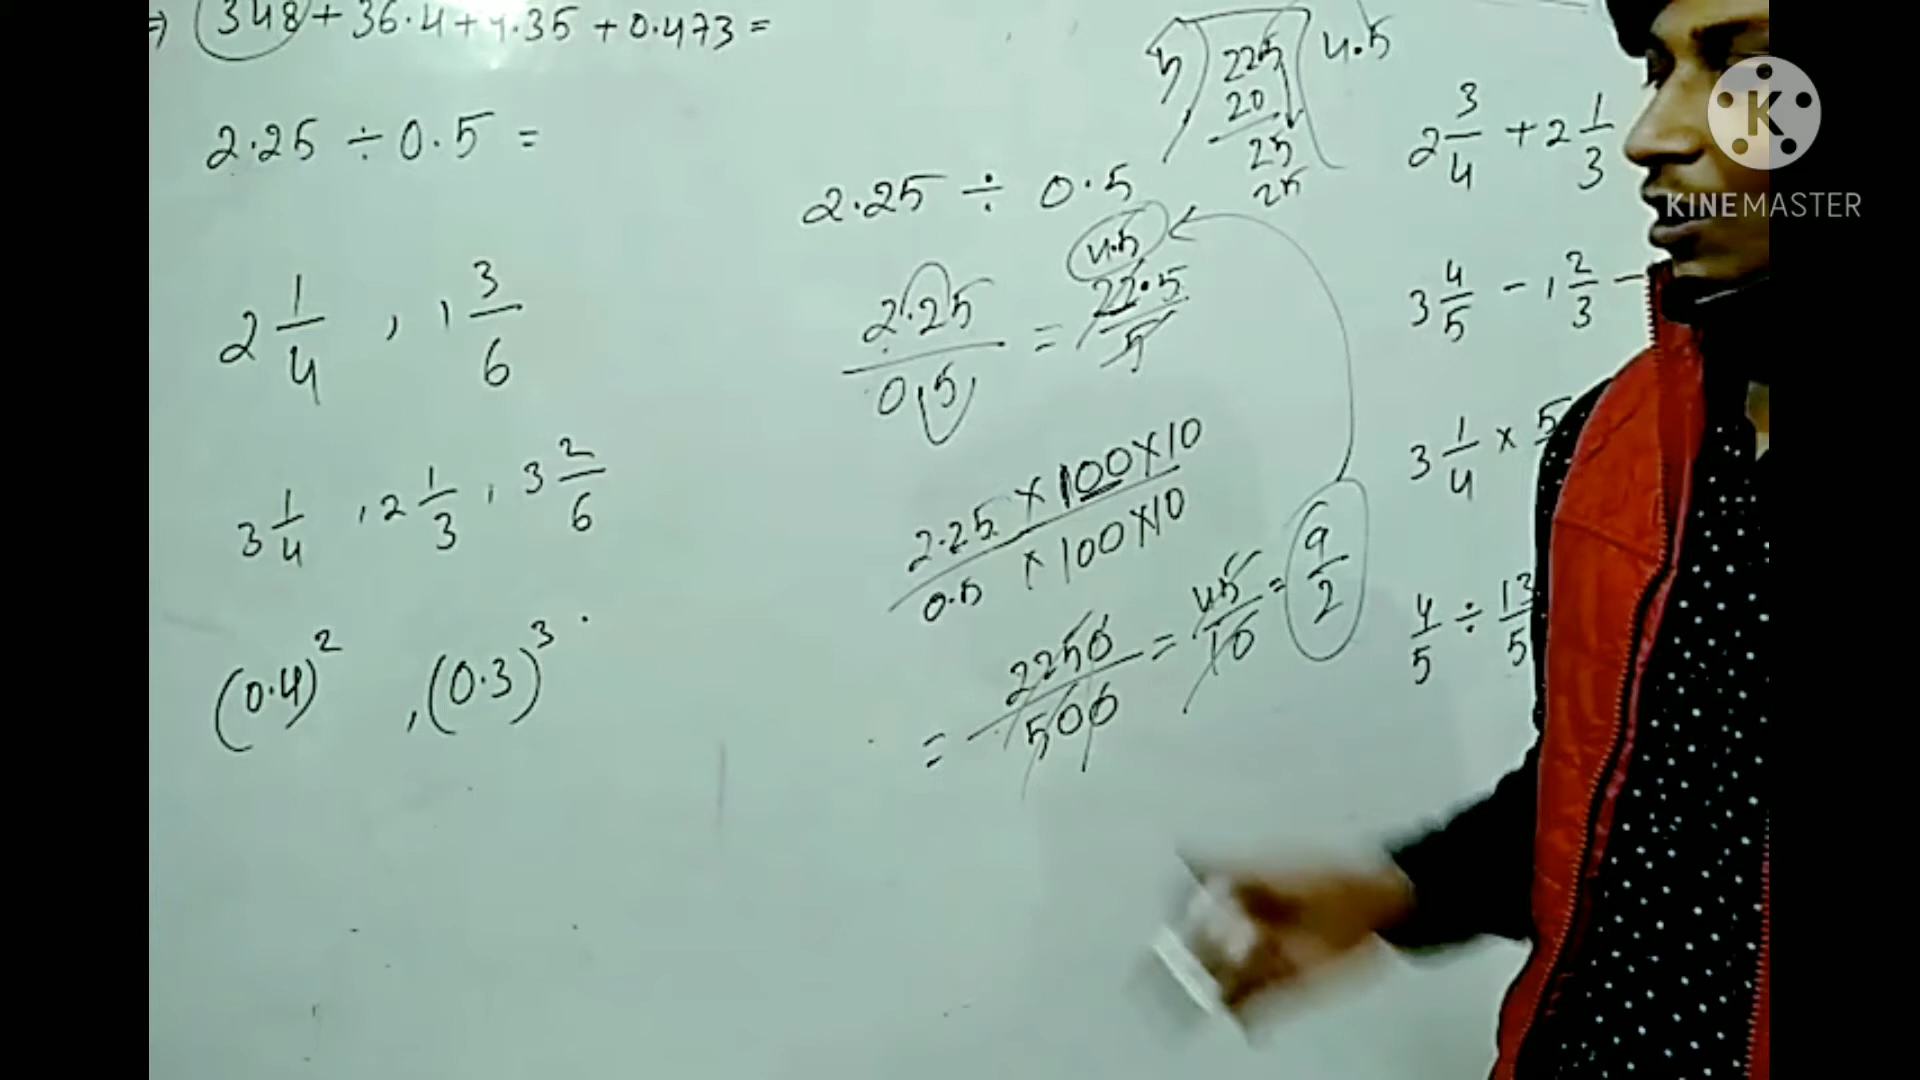 ⇒ 348 + 36.4 + 4.35 + 0.473 =
2.25 ÷ 0.5 =
2 1/4 , 1 3/6
3 1/4 , 2 1/3 , 3 2/6
(0.4)² , (0.3)³
5 ) 225 ( 4.5
20
25
25
2.25 ÷ 0.5
4.5
2.25/0.5 = 22.5/5
2.25 × 100 × 10 / 0.5 × 100 × 10
= 2250/500 = 45/10 = 9/2
2 3/4 + 2 1/3
3 4/5 - 1 2/3 -
3 1/4 × 5
4/5 ÷ 13/5
K
KINEMASTER